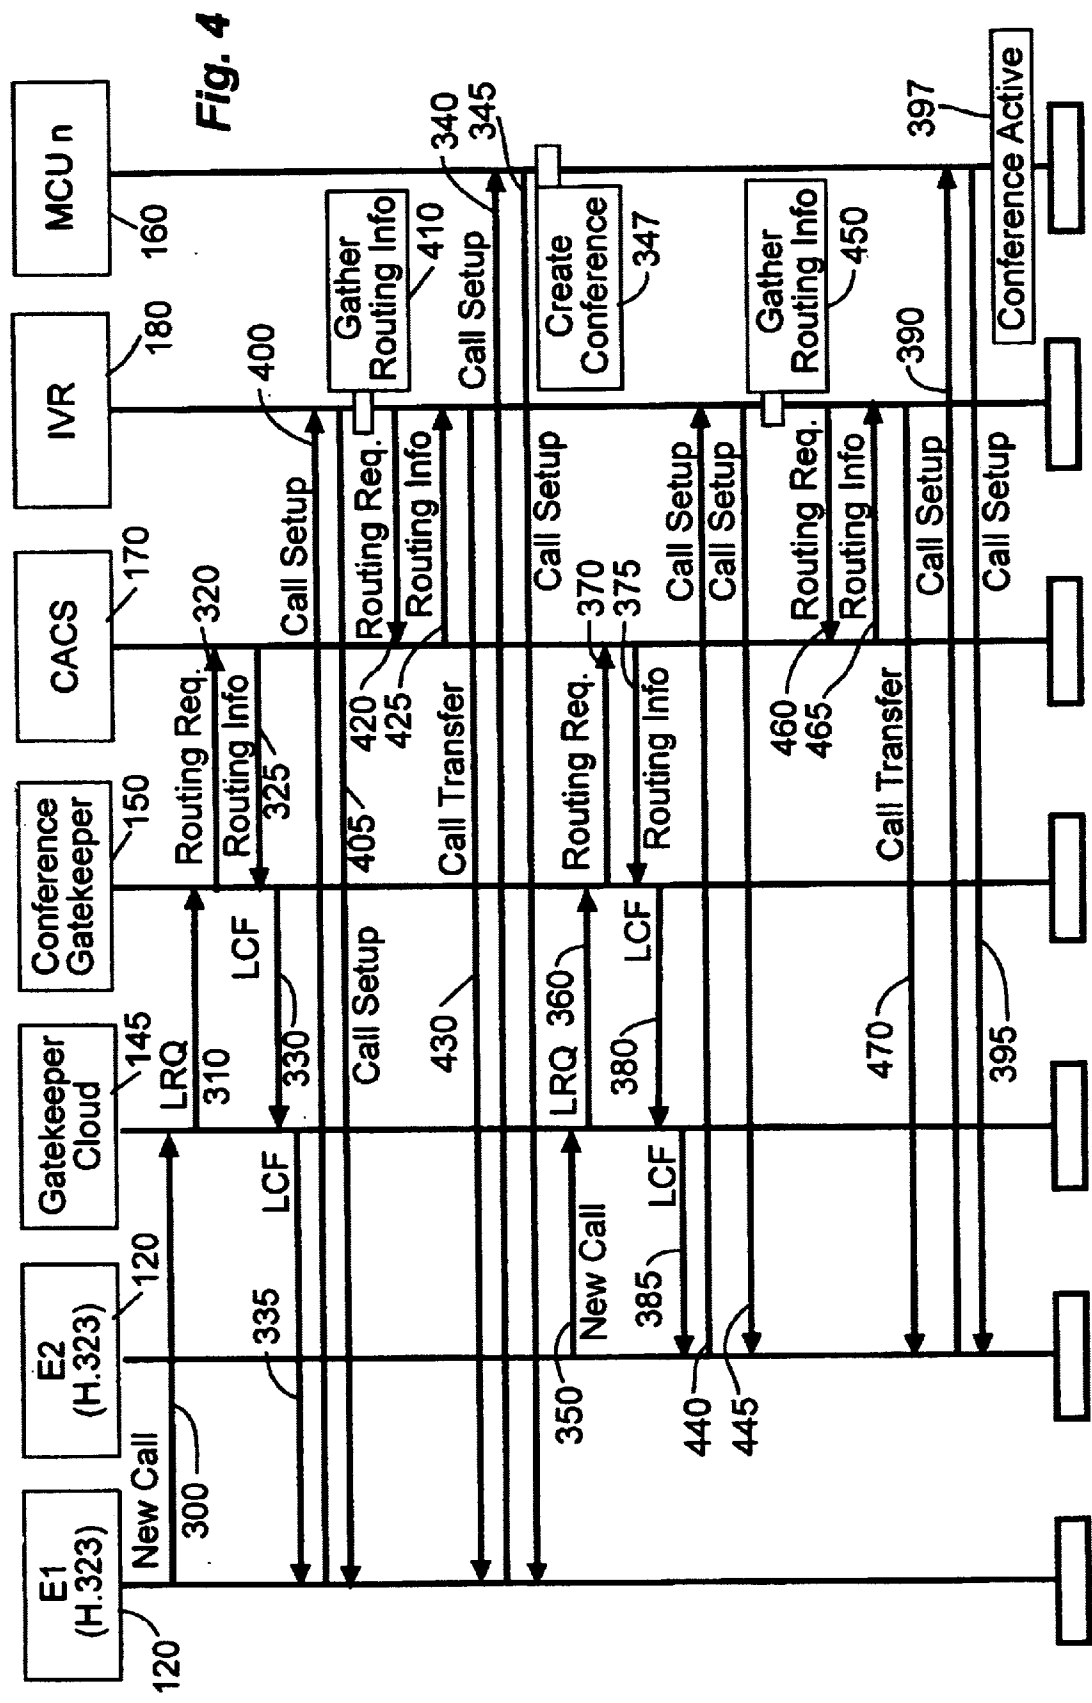 Fig. 4
E1
(H.323)
120
E2
(H.323)
120
Gatekeeper
Cloud
145
Conference
Gatekeeper
150
CACS
170
IVR
180
MCU n
160
New Call
300
LRQ
310
Routing Req.
320
Routing Info
325
LCF
330
LCF
335
Call Setup
400
405
Call Setup
Gather
Routing Info
410
Routing Req.
420
Routing Info
425
Call Transfer
430
Call Setup
340
345
Call Setup
Create
Conference
347
New Call
350
LRQ
360
Routing Req.
370
Routing Info
375
LCF
380
LCF
385
Call Setup
440
Call Setup
445
Gather
Routing Info
450
Routing Req.
460
Routing Info
465
Call Transfer
470
Call Setup
390
Call Setup
395
Conference Active
397